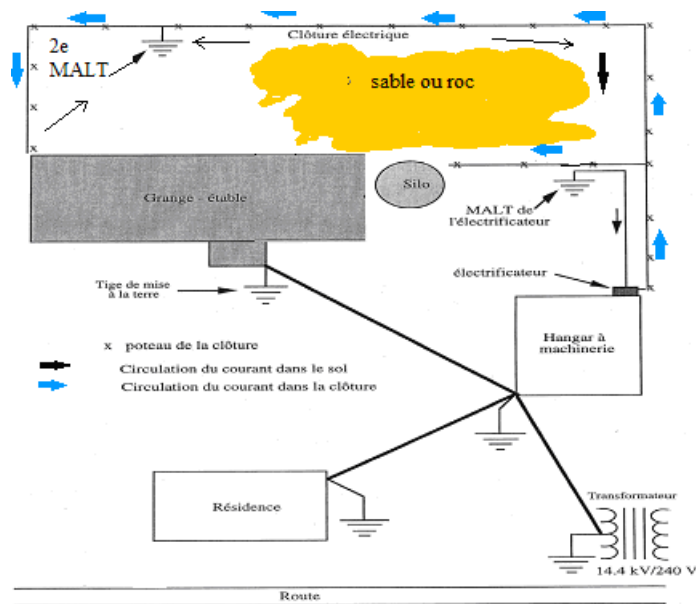 Clôture électrique
2e
MALT
sable ou roc
Grange - étable
Silo
MALT de
l'électrificateur
électrificateur
Tige de mise
à la terre
Hangar à
machinerie
x poteau de la clôture
Circulation du courant dans le sol
Circulation du courant dans la clôture
Résidence
Transformateur
14.4 kV/240 V
Route